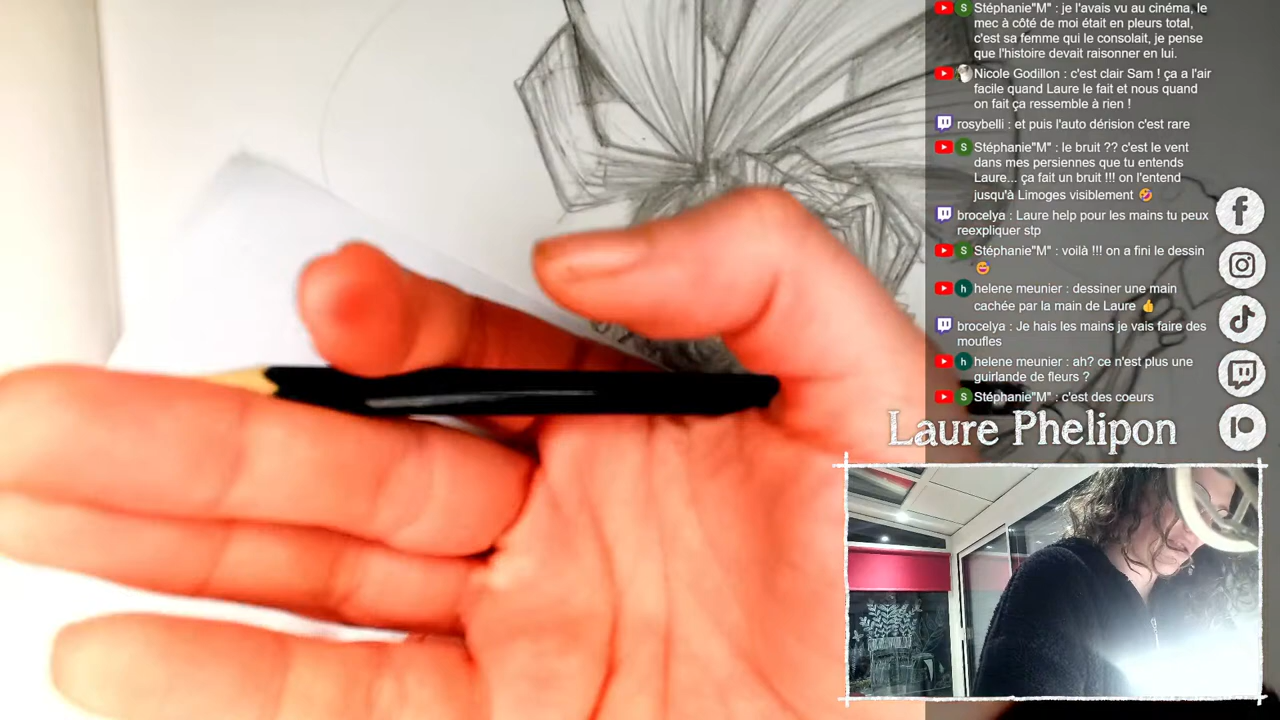 Stéphanie"M" : je l'avais vu au cinéma, le
mec à côté de moi était en pleurs total,
c'est sa femme qui le consolait, je pense
que l'histoire devait raisonner en lui.
Nicole Godillon : c'est clair Sam ! ça a l'air
facile quand Laure le fait et nous quand
on fait ça ressemble à rien !
rosybelli : et puis l'auto dérision c'est rare
Stéphanie"M" : le bruit ?? c'est le vent
dans mes persiennes que tu entends
Laure... ça fait un bruit !!! on l'entend
jusqu'à Limoges visiblement 🤣
brocelya : Laure help pour les mains tu peux
reexpliquer stp
Stéphanie"M" : voilà !!! on a fini le dessin
😅
helene meunier : dessiner une main
cachée par la main de Laure 👍
brocelya : Je hais les mains je vais faire des
moufles
helene meunier : ah? ce n'est plus une
guirlande de fleurs ?
Stéphanie"M" : c'est des coeurs
Laure Phelipon